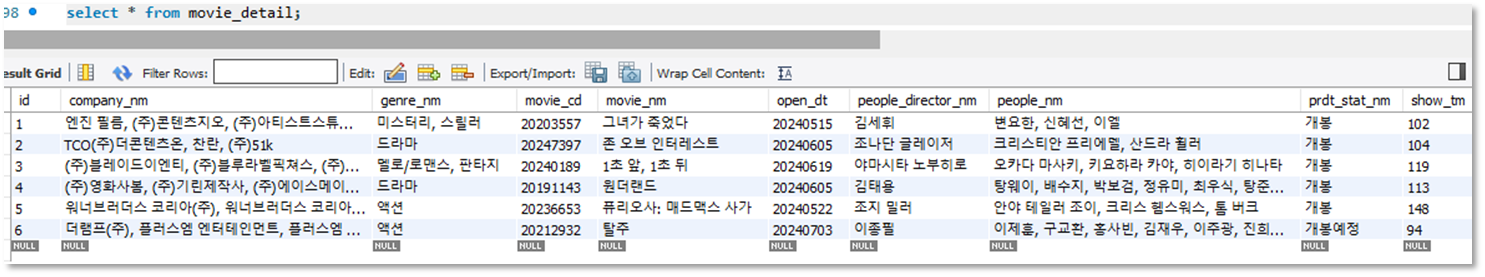 98 select * from movie_detail;
esult Grid Filter Rows: Edit: Export/Import: Wrap Cell Content:
id company_nm genre_nm movie_cd movie_nm open_dt people_director_nm people_nm prdt_stat_nm show_tm
1 엔진 필름, (주)콘텐츠지오, (주)아티스트스튜... 미스터리, 스릴러 20203557 그녀가 죽었다 20240515 김세휘 변요한, 신혜선, 이엘 개봉 102
2 TCO(주)더콘텐츠온, 찬란, (주)51k 드라마 20247397 존 오브 인터레스트 20240605 조나단 글레이저 크리스티안 프리에델, 산드라 휠러 개봉 104
3 (주)블레이드이엔티, (주)블루라벨픽쳐스, (주)... 멜로/로맨스, 판타지 20240189 1초 앞, 1초 뒤 20240619 야마시타 노부히로 오카다 마사키, 키요하라 카야, 히이라기 히나타 개봉 119
4 (주)영화사봄, (주)기린제작사, (주)에이스메이... 드라마 20191143 원더랜드 20240605 김태용 탕웨이, 배수지, 박보검, 정유미, 최우식, 탕준... 개봉 113
5 워너브러더스 코리아(주), 워너브러더스 코리아... 액션 20236653 퓨리오사: 매드맥스 사가 20240522 조지 밀러 안야 테일러 조이, 크리스 헴스워스, 톰 버크 개봉 148
6 더램프(주), 플러스엠 엔터테인먼트, 플러스엠 ... 액션 20212932 탈주 20240703 이종필 이제훈, 구교환, 홍사빈, 김재우, 이주광, 진희... 개봉예정 94
NULL NULL NULL NULL NULL NULL NULL NULL NULL NULL